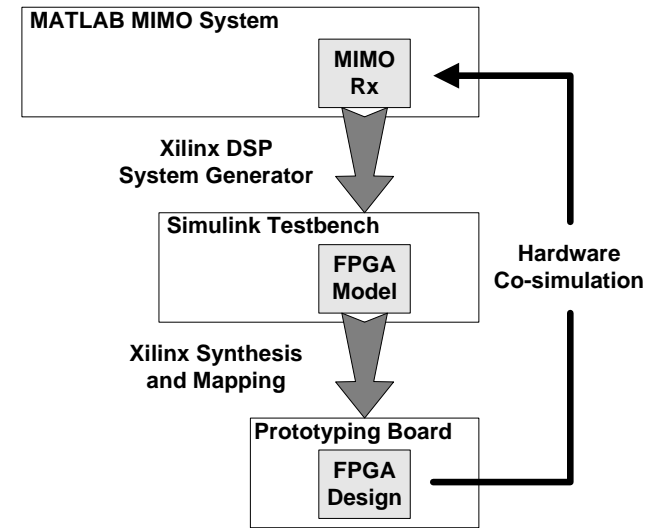 MATLAB MIMO System
MIMO
Rx
Xilinx DSP
System Generator
Simulink Testbench
FPGA
Model
Hardware
Co-simulation
Xilinx Synthesis
and Mapping
Prototyping Board
FPGA
Design